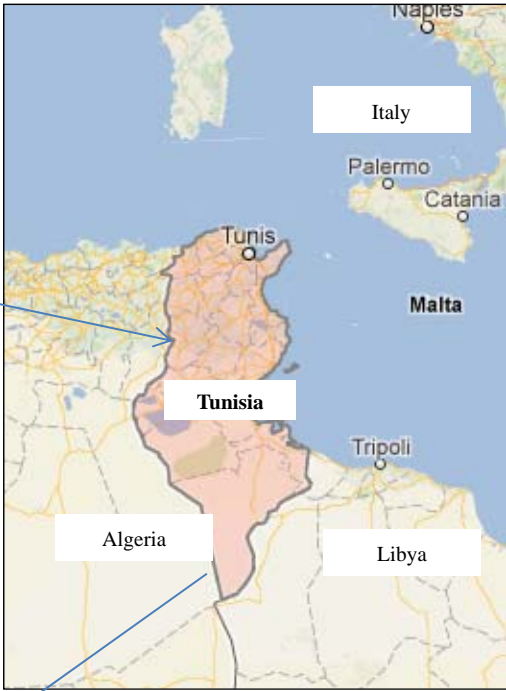 Naples
Italy
Palermo
Catania
Tunis
Malta
Tunisia
Tripoli
Algeria
Libya